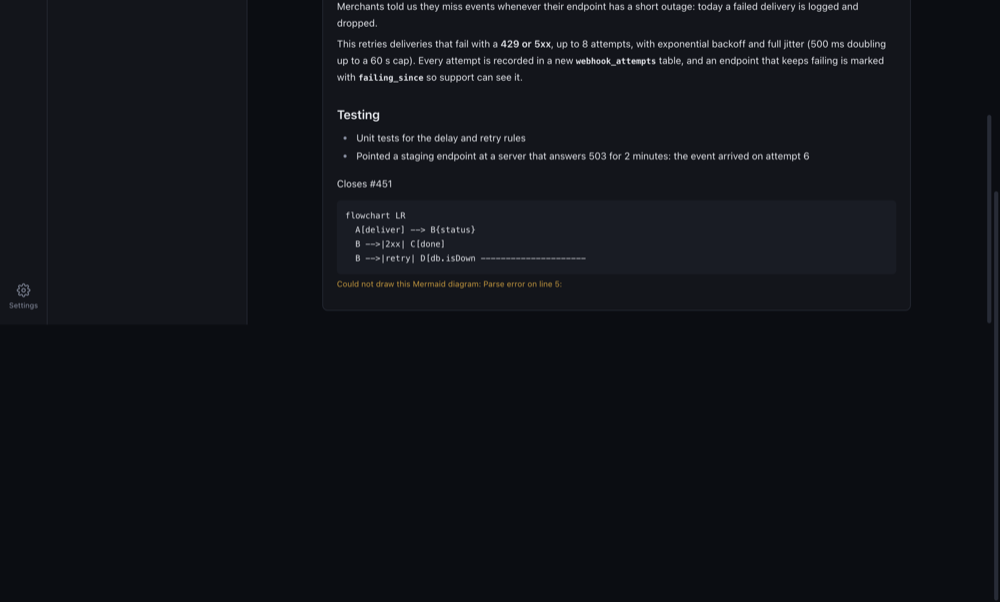 Merchants told us they miss events whenever their endpoint has a short outage: today a failed delivery is logged and
dropped.
This retries deliveries that fail with a 429 or 5xx, up to 8 attempts, with exponential backoff and full jitter (500 ms doubling
up to a 60 s cap). Every attempt is recorded in a new webhook_attempts table, and an endpoint that keeps failing is marked
with failing_since so support can see it.
Testing
• Unit tests for the delay and retry rules
• Pointed a staging endpoint at a server that answers 503 for 2 minutes: the event arrived on attempt 6
Closes #451
flowchart LR
A[deliver] --> B{status}
B -->|2xx| C[done]
B -->|retry| D[db.isDown ---------------------
Could not draw this Mermaid diagram: Parse error on line 5:
Settings